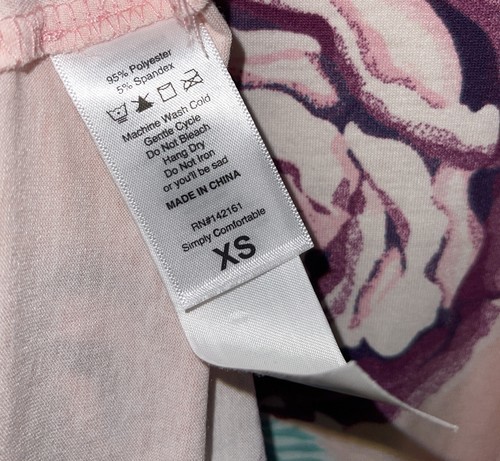 95% Polyester
5% Spandex
Machine Wash Cold
Gentle Cycle
Do Not Bleach
Hang Dry
Do Not Iron
or you'll be sad
MADE IN CHINA
RN#142161
Simply Comfortable
XS